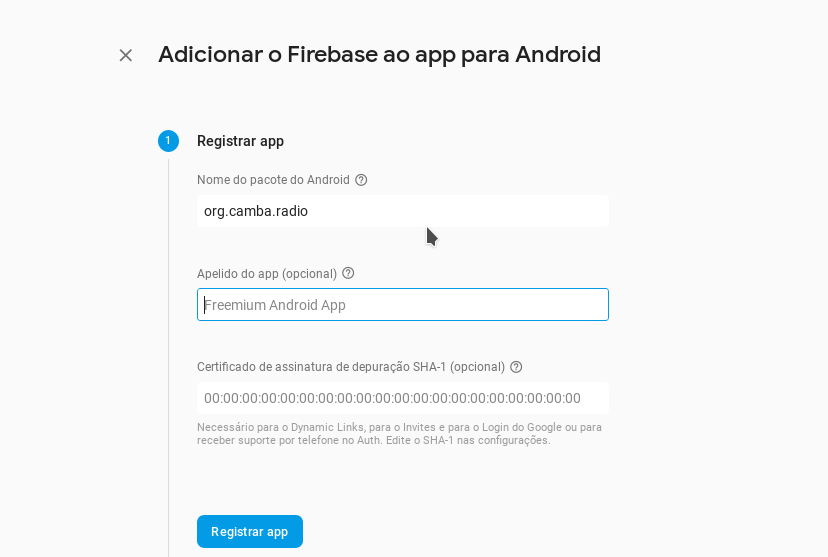 Adicionar o Firebase ao app para Android
1 Registrar app
Nome do pacote do Android
org.camba.radio
Apelido do app (opcional)
Freemium Android App
Certificado de assinatura de depuração SHA-1 (opcional)
00:00:00:00:00:00:00:00:00:00:00:00:00:00:00:00:00:00:00:00
Necessário para o Dynamic Links, para o Invites e para o Login do Google ou para
receber suporte por telefone no Auth. Edite o SHA-1 nas configurações.
Registrar app